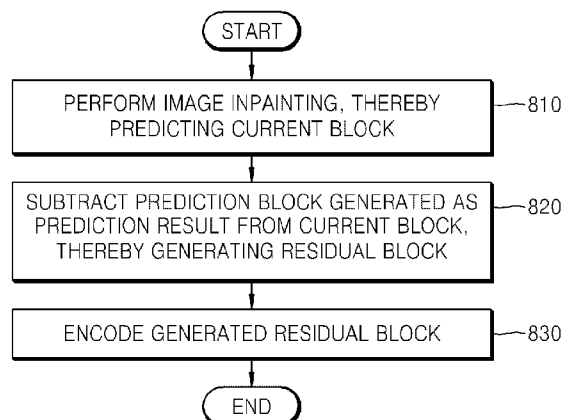 START
PERFORM IMAGE INPAINTING, THEREBY
PREDICTING CURRENT BLOCK
810
SUBTRACT PREDICTION BLOCK GENERATED AS
PREDICTION RESULT FROM CURRENT BLOCK,
THEREBY GENERATING RESIDUAL BLOCK
820
ENCODE GENERATED RESIDUAL BLOCK
830
END